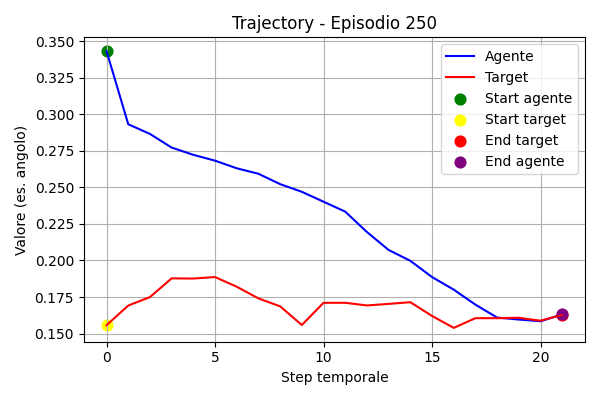 Trajectory - Episodio 250
Valore (es. angolo)
0.350
0.325
0.300
0.275
0.250
0.225
0.200
0.175
0.150
Agente
Target
Start agente
Start target
End target
End agente
0 5 10 15 20
Step temporale